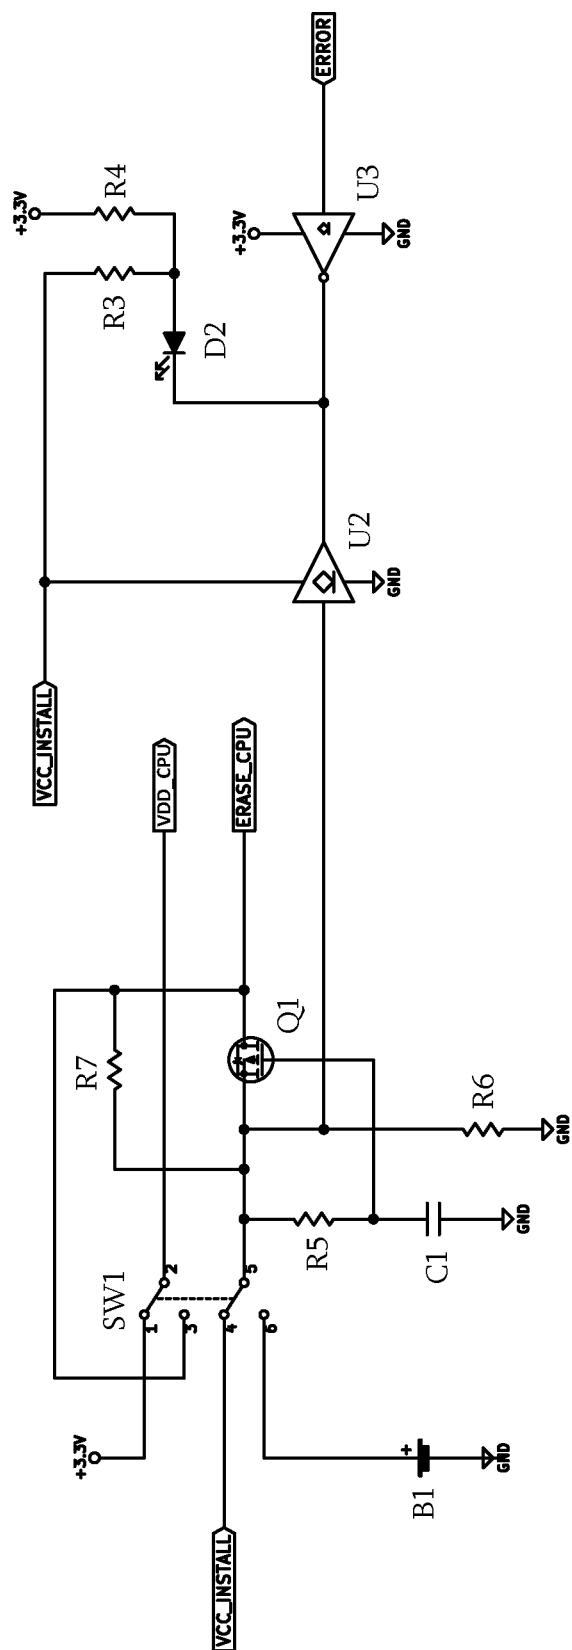 ERROR
+3.3V
R4
R3
D2
+3.3V
U3
GND
U2
GND
VCC_INSTALL
VDD_CPU
ERASE_CPU
R7
Q1
R6
GND
R5
C1
GND
SW1
1
2
3
4
5
6
+3.3V
B1
+
GND
VCC_INSTALL